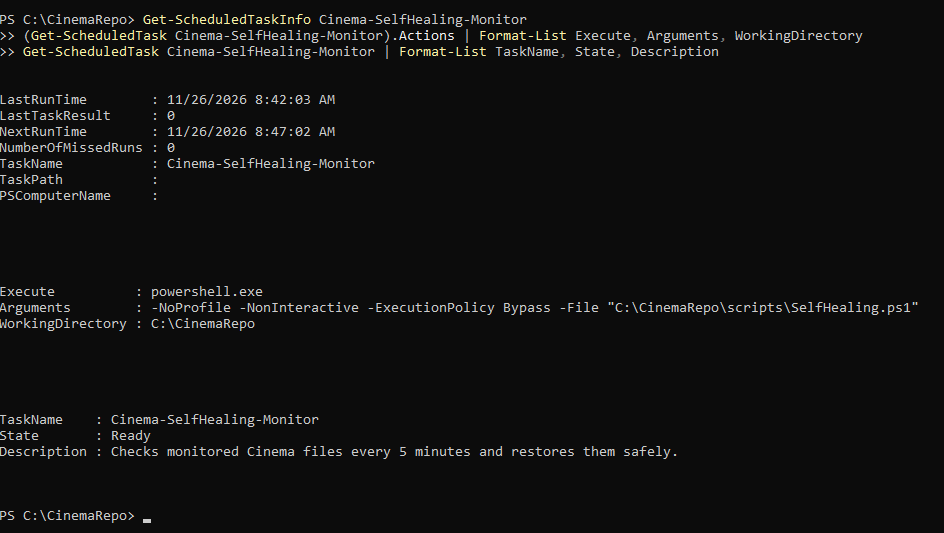 PS C:\CinemaRepo> Get-ScheduledTaskInfo Cinema-SelfHealing-Monitor
>> (Get-ScheduledTask Cinema-SelfHealing-Monitor).Actions | Format-List Execute, Arguments, WorkingDirectory
>> Get-ScheduledTask Cinema-SelfHealing-Monitor | Format-List TaskName, State, Description
LastRunTime : 11/26/2026 8:42:03 AM
LastTaskResult : 0
NextRunTime : 11/26/2026 8:47:02 AM
NumberOfMissedRuns : 0
TaskName : Cinema-SelfHealing-Monitor
TaskPath :
PSComputerName :
Execute : powershell.exe
Arguments : -NoProfile -NonInteractive -ExecutionPolicy Bypass -File "C:\CinemaRepo\scripts\SelfHealing.ps1"
WorkingDirectory : C:\CinemaRepo
TaskName : Cinema-SelfHealing-Monitor
State : Ready
Description : Checks monitored Cinema files every 5 minutes and restores them safely.
PS C:\CinemaRepo>